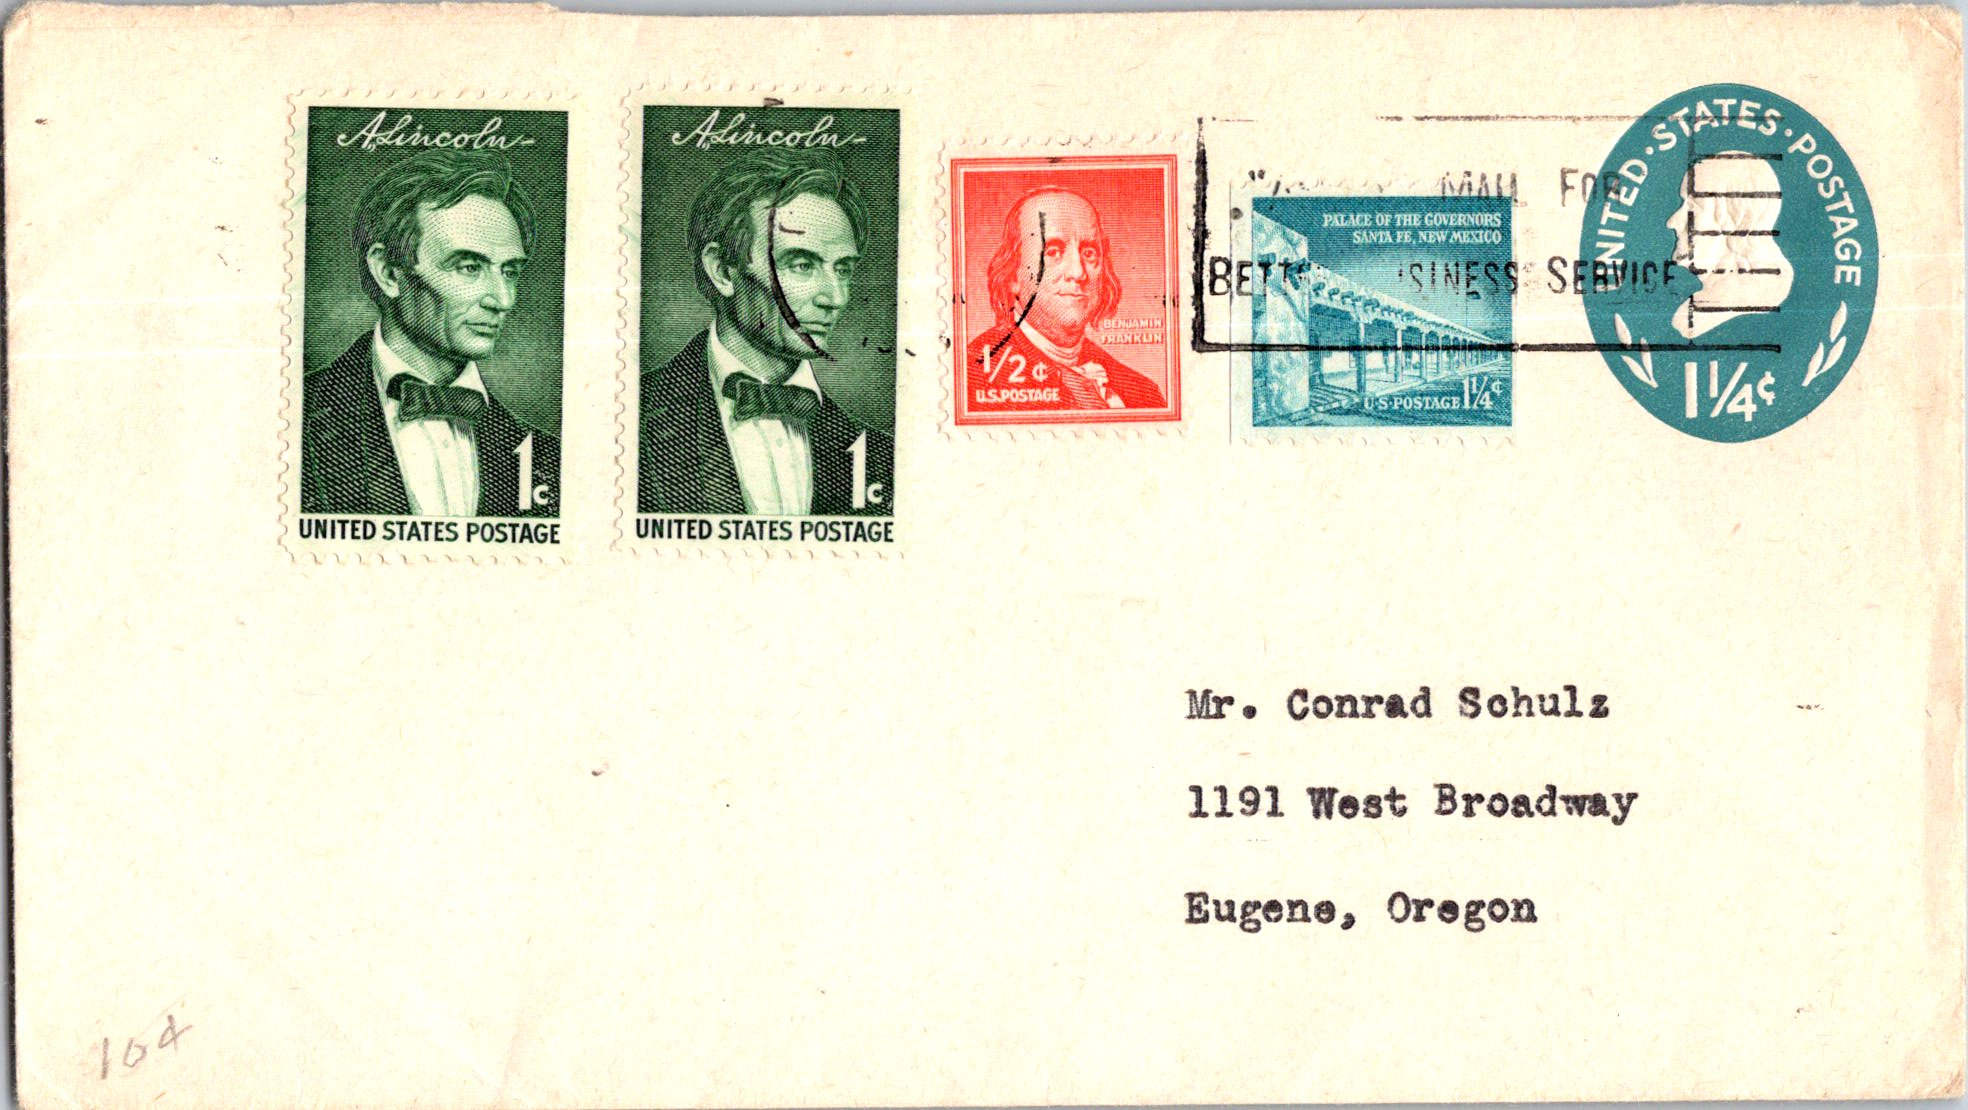 A. Lincoln
1c
UNITED STATES POSTAGE
A. Lincoln
1c
UNITED STATES POSTAGE
BENJAMIN
FRANKLIN
1/2¢
U.S. POSTAGE
PALACE OF THE GOVERNORS
SANTA FE, NEW MEXICO
U·S·POSTAGE 1 1/4¢
MAIL FOR
SERVICE
UNITED·STATES·POSTAGE
1 1/4¢
Mr. Conrad Schulz
1191 West Broadway
Eugene, Oregon
10¢